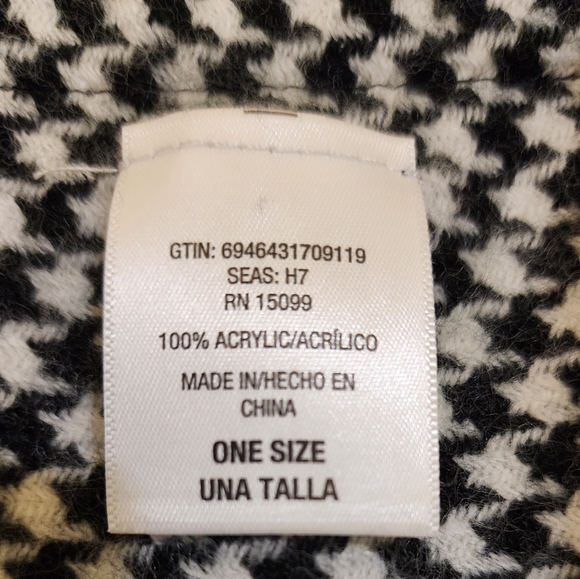 GTIN: 6946431709119
SEAS: H7
RN 15099
100% ACRYLIC/ACRÍLICO
MADE IN/HECHO EN
CHINA
ONE SIZE
UNA TALLA